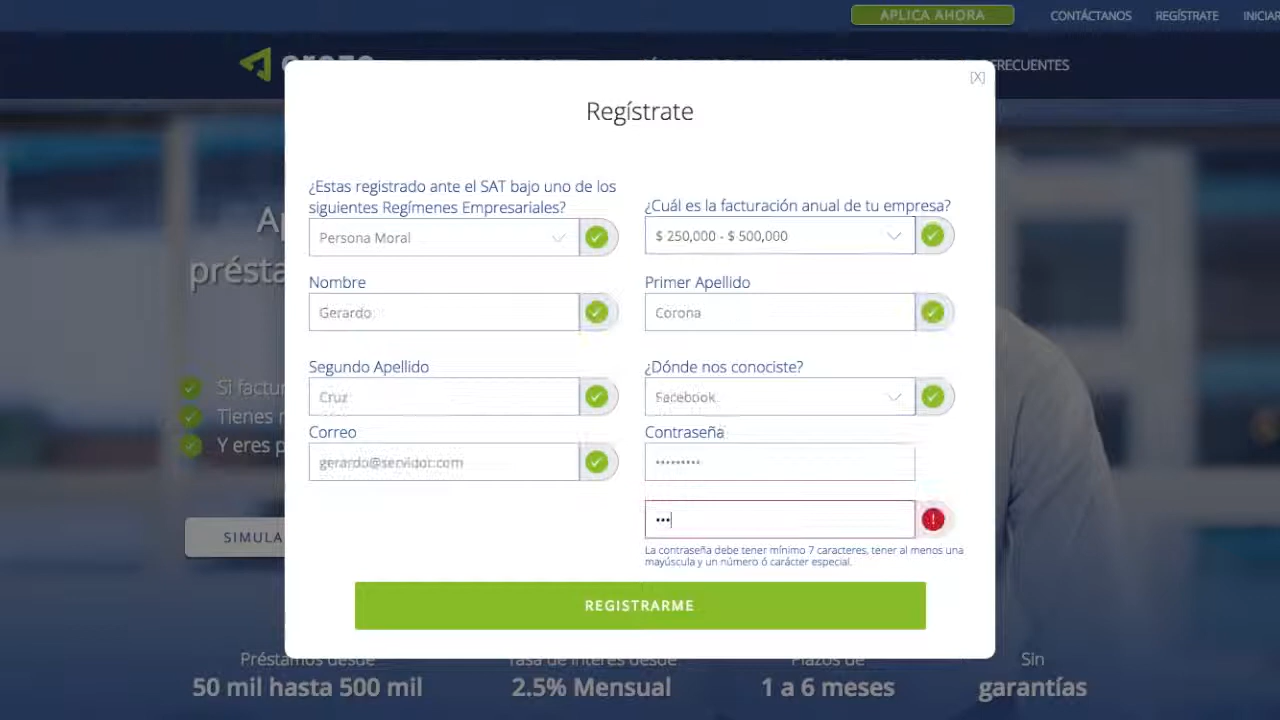 APLICA AHORA
CONTÁCTANOS
REGÍSTRATE
INICIAR
FRECUENTES
[X]
Regístrate
¿Estas registrado ante el SAT bajo uno de los
siguientes Regímenes Empresariales?
Persona Moral
¿Cuál es la facturación anual de tu empresa?
$ 250,000 - $ 500,000
Nombre
Gerardo
Primer Apellido
Corona
Segundo Apellido
Cruz
¿Dónde nos conociste?
Facebook
Correo
gerardo@servidor.com
Contraseña
•••••••••
•••
La contraseña debe tener mínimo 7 caracteres, tener al menos una
mayúscula y un número ó carácter especial.
REGISTRARME
présta
Si factu
Tienes
Y eres
SIMULA
Préstamos desde
50 mil hasta 500 mil
Tasa de interés desde
2.5% Mensual
Plazos de
1 a 6 meses
Sin
garantías